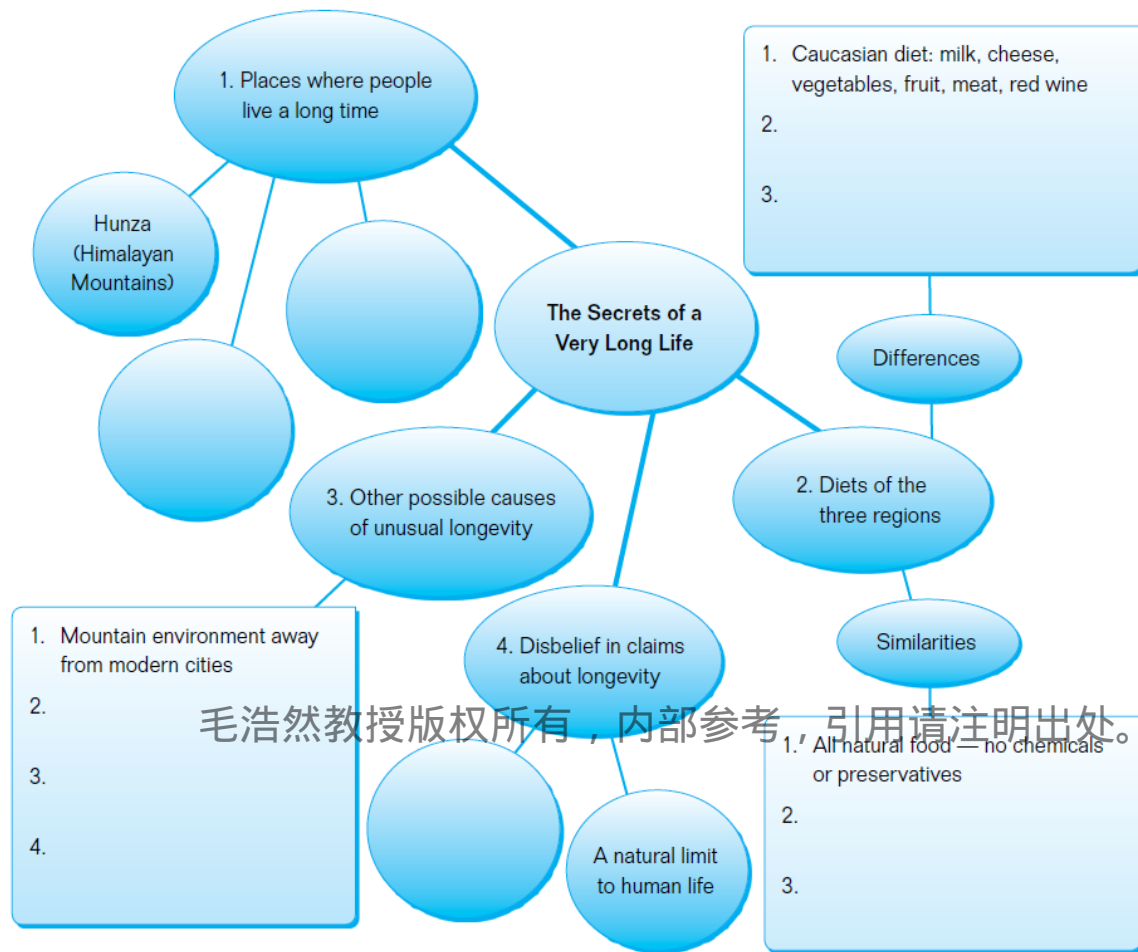 1. Places where people
live a long time
Hunza
(Himalayan
Mountains)
The Secrets of a
Very Long Life
1. Caucasian diet: milk, cheese,
vegetables, fruit, meat, red wine
2.
3.
Differences
2. Diets of the
three regions
Similarities
1. All natural food — no chemicals
or preservatives
2.
3.
3. Other possible causes
of unusual longevity
1. Mountain environment away
from modern cities
2.
3.
4.
4. Disbelief in claims
about longevity
A natural limit
to human life
毛浩然教授版权所有，内部参考，引用请注明出处。